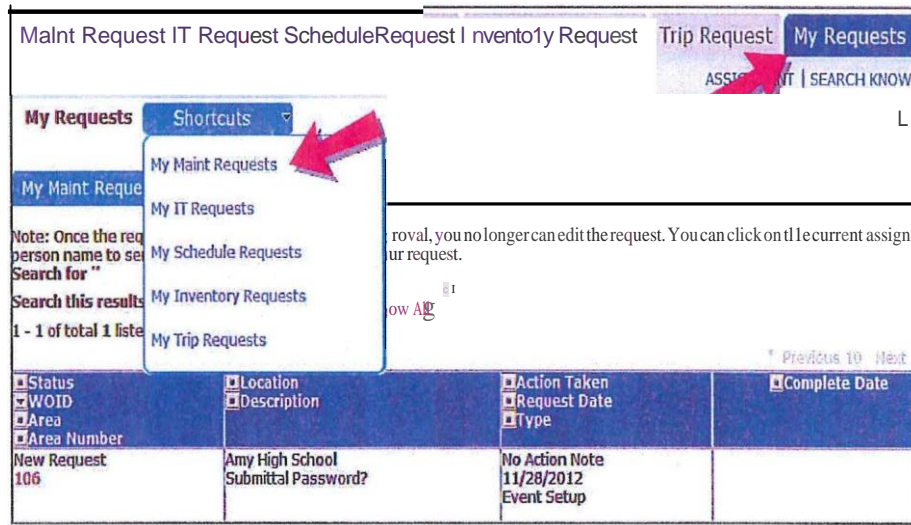 MaInt Request IT Request ScheduleRequest I nvento1y Request Trip Request My Requests
ASSI NT | SEARCH KNOW
My Requests Shortcuts L
My Maint Requests
My Maint Reque
My IT Requests
Note: Once the req roval, you no longer can edit the request. You can click on tl1e current assign
person name to se My Schedule Requests ur request.
Search for "
Search this results My Inventory Requests ow All
1 - 1 of total 1 liste
My Trip Requests
Previous 10 Next
Status Location Action Taken Complete Date
WOID Description Request Date
Area Type
Area Number
New Request Amy High School No Action Note
106 Submittal Password? 11/28/2012
Event Setup